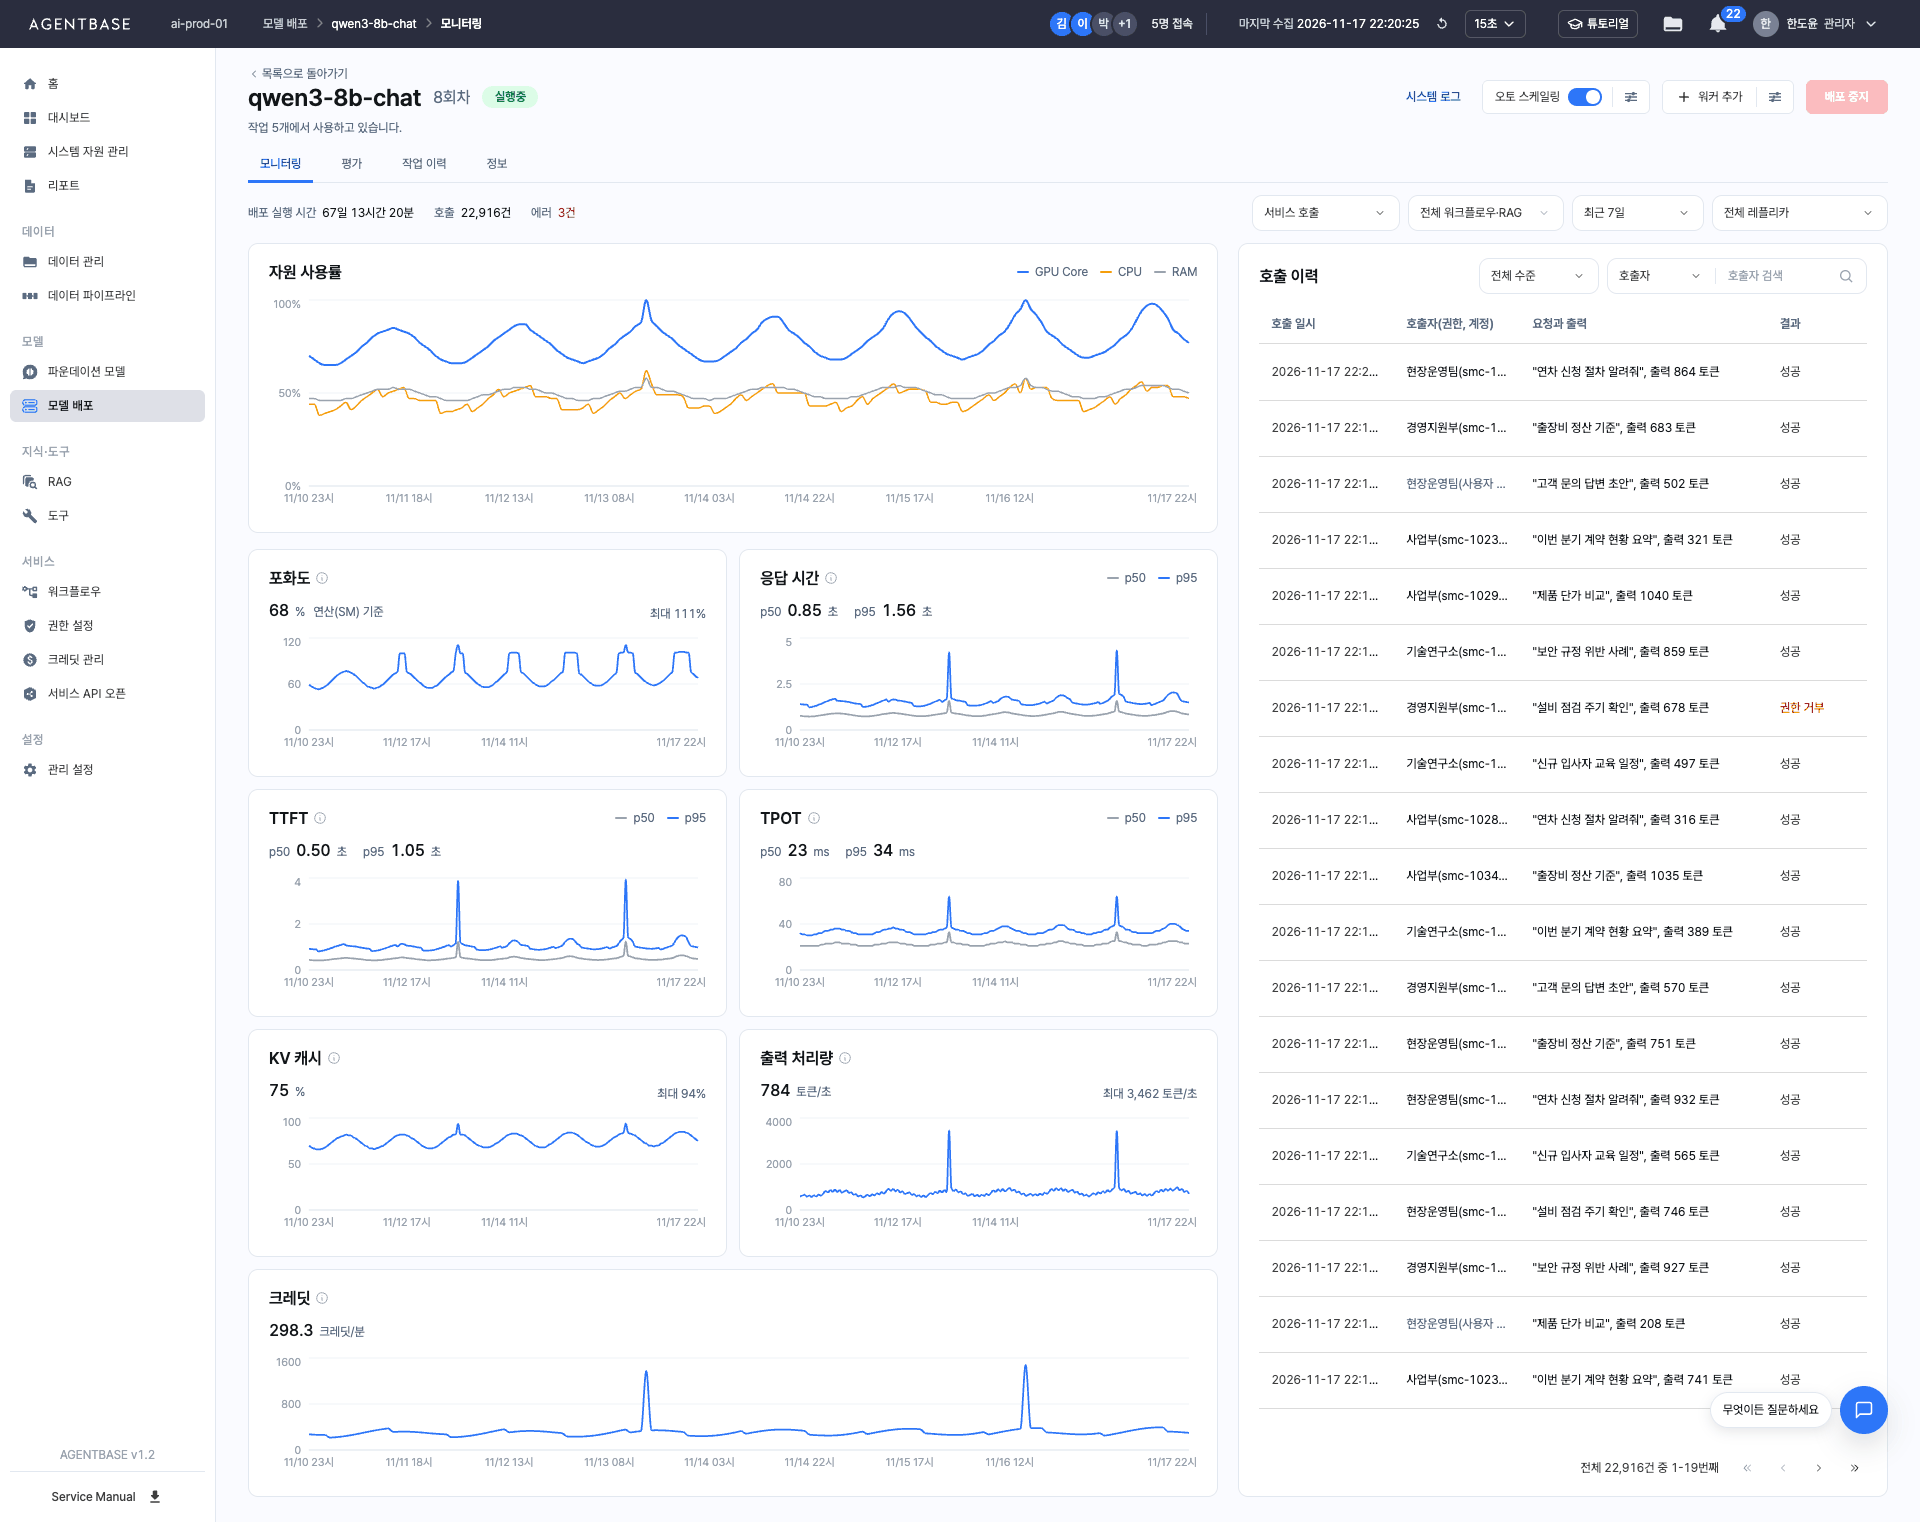 AGENTBASE
ai-prod-01
모델 배포 > qwen3-8b-chat > 모니터링
김 이 박 +1 5명 접속
마지막 수집 2026-11-17 22:20:25
15초
튜토리얼
22
한 한도윤 관리자
홈
대시보드
시스템 자원 관리
리포트
데이터
데이터 관리
데이터 파이프라인
모델
파운데이션 모델
모델 배포
지식·도구
RAG
도구
서비스
워크플로우
권한 설정
크레딧 관리
서비스 API 오픈
설정
관리 설정
AGENTBASE v1.2
Service Manual
목록으로 돌아가기
qwen3-8b-chat 8회차 실행중
작업 5개에서 사용하고 있습니다.
시스템 로그
오토 스케일링
워커 추가
배포 중지
모니터링 평가 작업 이력 정보
배포 실행 시간 67일 13시간 20분 호출 22,916건 에러 3건
서비스 호출
전체 워크플로우·RAG
최근 7일
전체 레플리카
자원 사용률
GPU Core CPU RAM
100%
50%
0%
11/10 23시 11/11 18시 11/12 13시 11/13 08시 11/14 03시 11/14 22시 11/15 17시 11/16 12시 11/17 22시
포화도
68 % 연산(SM) 기준 최대 111%
120
60
0
11/10 23시 11/12 17시 11/14 11시 11/17 22시
응답 시간
p50 p95
p50 0.85 초 p95 1.56 초
5
2.5
0
11/10 23시 11/12 17시 11/14 11시 11/17 22시
TTFT
p50 p95
p50 0.50 초 p95 1.05 초
4
2
0
11/10 23시 11/12 17시 11/14 11시 11/17 22시
TPOT
p50 p95
p50 23 ms p95 34 ms
80
40
0
11/10 23시 11/12 17시 11/14 11시 11/17 22시
KV 캐시
75 % 최대 94%
100
50
0
11/10 23시 11/12 17시 11/14 11시 11/17 22시
출력 처리량
784 토큰/초 최대 3,462 토큰/초
4000
2000
0
11/10 23시 11/12 17시 11/14 11시 11/17 22시
크레딧
298.3 크레딧/분
1600
800
0
11/10 23시 11/11 18시 11/12 13시 11/13 08시 11/14 03시 11/14 22시 11/15 17시 11/16 12시 11/17 22시
호출 이력
전체 수준
호출자
호출자 검색
호출 일시 호출자(권한, 계정) 요청과 출력 결과
2026-11-17 22:2... 현장운영팀(smc-1... "연차 신청 절차 알려줘", 출력 864 토큰 성공
2026-11-17 22:1... 경영지원부(smc-1... "출장비 정산 기준", 출력 683 토큰 성공
2026-11-17 22:1... 현장운영팀(사용자 ... "고객 문의 답변 초안", 출력 502 토큰 성공
2026-11-17 22:1... 사업부(smc-1023... "이번 분기 계약 현황 요약", 출력 321 토큰 성공
2026-11-17 22:1... 사업부(smc-1029... "제품 단가 비교", 출력 1040 토큰 성공
2026-11-17 22:1... 기술연구소(smc-1... "보안 규정 위반 사례", 출력 859 토큰 성공
2026-11-17 22:1... 경영지원부(smc-1... "설비 점검 주기 확인", 출력 678 토큰 권한 거부
2026-11-17 22:1... 기술연구소(smc-1... "신규 입사자 교육 일정", 출력 497 토큰 성공
2026-11-17 22:1... 사업부(smc-1028... "연차 신청 절차 알려줘", 출력 316 토큰 성공
2026-11-17 22:1... 사업부(smc-1034... "출장비 정산 기준", 출력 1035 토큰 성공
2026-11-17 22:1... 기술연구소(smc-1... "이번 분기 계약 현황 요약", 출력 389 토큰 성공
2026-11-17 22:1... 경영지원부(smc-1... "고객 문의 답변 초안", 출력 570 토큰 성공
2026-11-17 22:1... 현장운영팀(smc-1... "출장비 정산 기준", 출력 751 토큰 성공
2026-11-17 22:1... 현장운영팀(smc-1... "연차 신청 절차 알려줘", 출력 932 토큰 성공
2026-11-17 22:1... 기술연구소(smc-1... "신규 입사자 교육 일정", 출력 565 토큰 성공
2026-11-17 22:1... 현장운영팀(smc-1... "설비 점검 주기 확인", 출력 746 토큰 성공
2026-11-17 22:1... 경영지원부(smc-1... "보안 규정 위반 사례", 출력 927 토큰 성공
2026-11-17 22:1... 현장운영팀(사용자 ... "제품 단가 비교", 출력 208 토큰 성공
2026-11-17 22:1... 사업부(smc-1023... "이번 분기 계약 현황 요약", 출력 741 토큰 성공
무엇이든 질문하세요
전체 22,916건 중 1-19번째